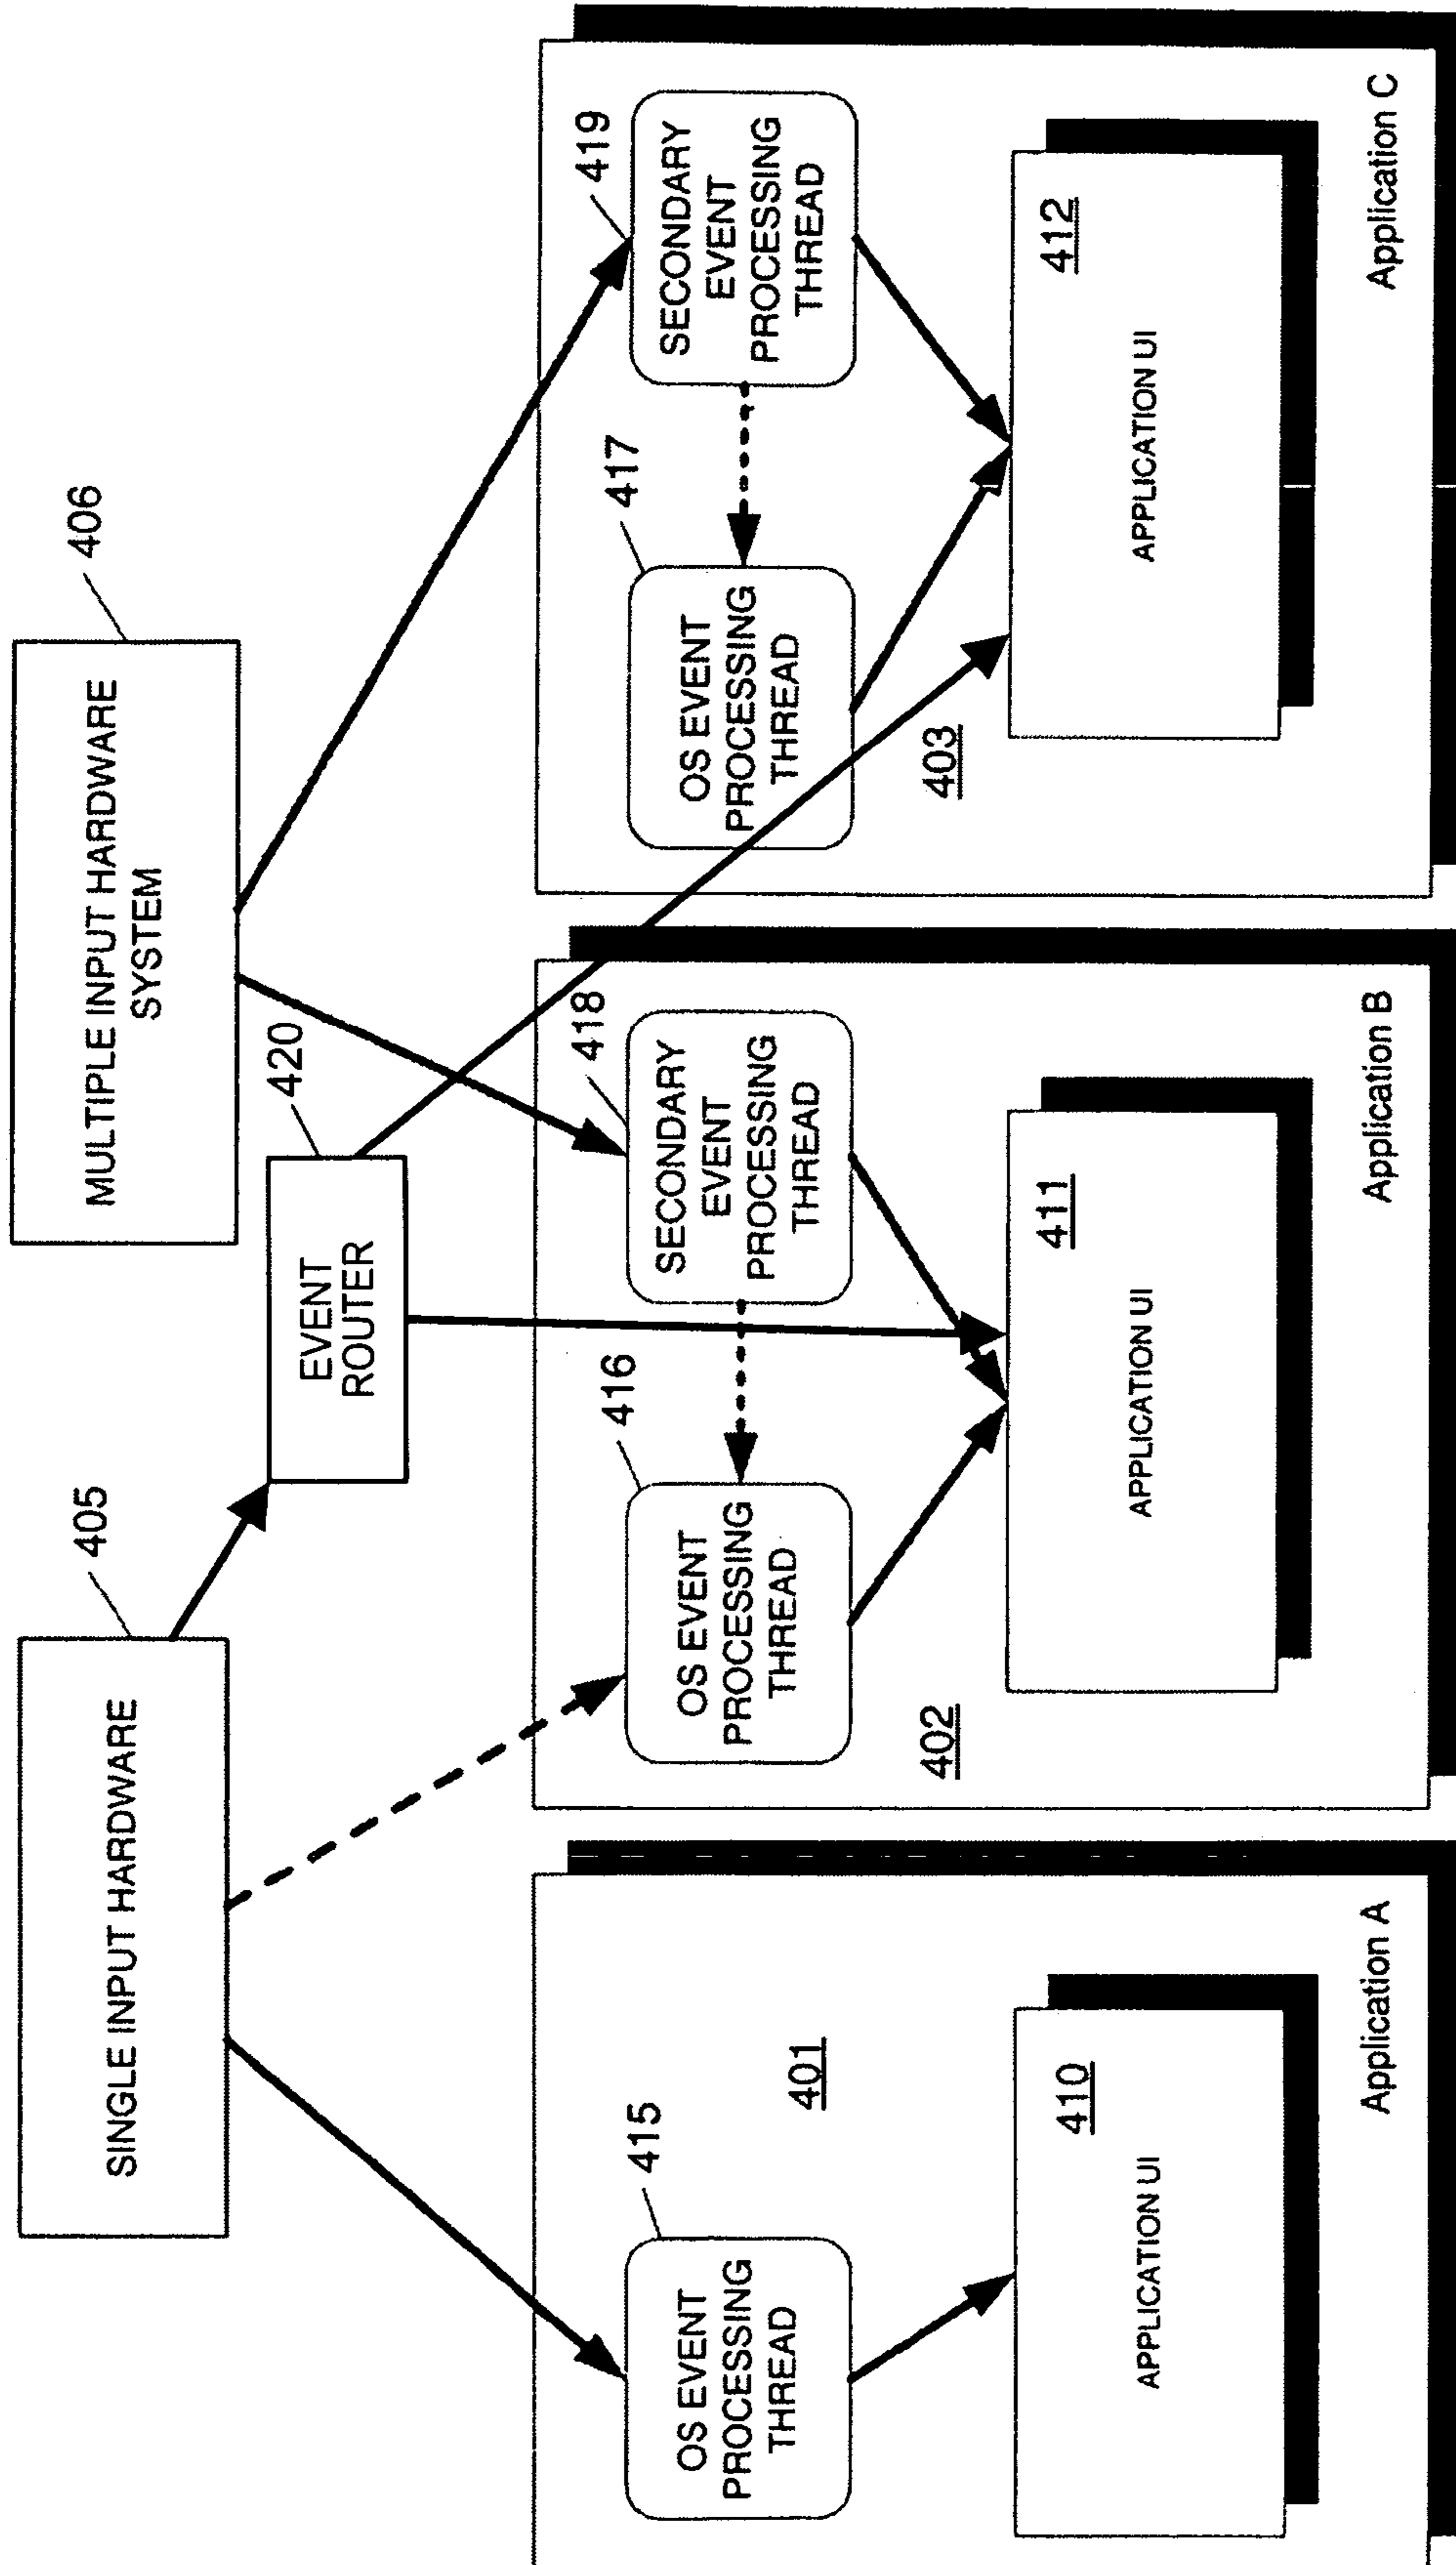 SINGLE INPUT HARDWARE
405
MULTIPLE INPUT HARDWARE
SYSTEM
406
EVENT
ROUTER
420
OS EVENT
PROCESSING
THREAD
415
401
410
APPLICATION UI
Application A
OS EVENT
PROCESSING
THREAD
416
SECONDARY
EVENT
PROCESSING
THREAD
418
402
411
APPLICATION UI
Application B
OS EVENT
PROCESSING
THREAD
417
SECONDARY
EVENT
PROCESSING
THREAD
419
403
412
APPLICATION UI
Application C